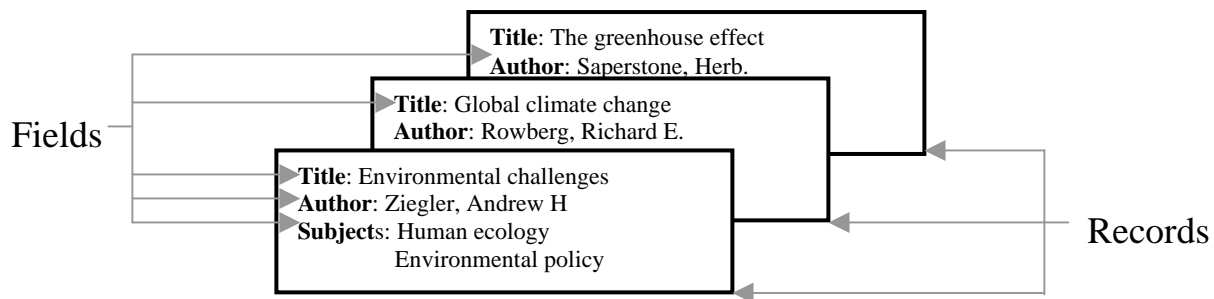 Title: The greenhouse effect
Author: Saperstone, Herb.
Title: Global climate change
Author: Rowberg, Richard E.
Fields
Title: Environmental challenges
Author: Ziegler, Andrew H
Subjects: Human ecology
Environmental policy
Records